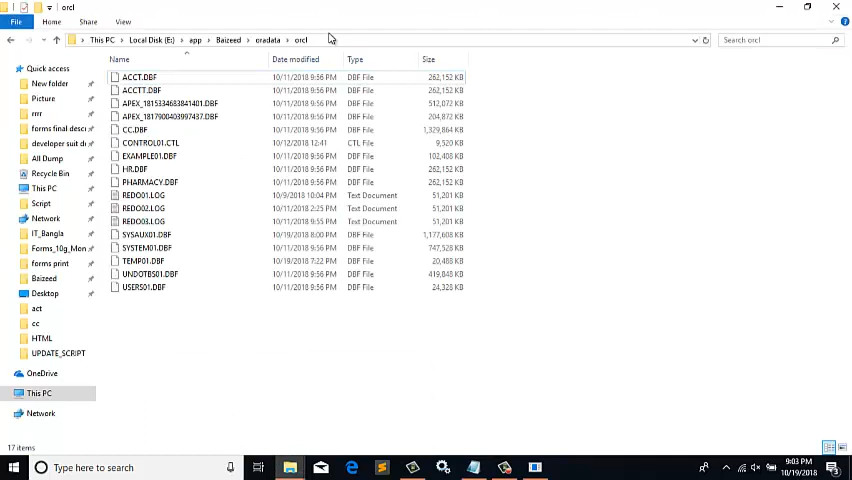 orcl
File Home Share View
This PC Local Disk (E:) app Baizeed oradata orcl Search orcl
Name Date modified Type Size
Quick access
New folder
Picture
rrrr
forms final desc
developer suit d
All Dump
Recycle Bin
This PC
Script
Network
IT_Bangla
Forms_10g_Mon
forms print
Baizeed
Desktop
act
cc
HTML
UPDATE_SCRIPT
OneDrive
This PC
Network
ACCT.DBF 10/11/2018 9:56 PM DBF File 262,152 KB
ACCTT.DBF 10/11/2018 9:56 PM DBF File 262,152 KB
APEX_1815334683841401.DBF 10/11/2018 9:56 PM DBF File 512,072 KB
APEX_1817900403997437.DBF 10/11/2018 9:56 PM DBF File 204,872 KB
CC.DBF 10/11/2018 9:56 PM DBF File 1,329,864 KB
CONTROL01.CTL 10/12/2018 12:41 CTL File 9,520 KB
EXAMPLE01.DBF 10/11/2018 9:56 PM DBF File 102,408 KB
HR.DBF 10/11/2018 9:56 PM DBF File 262,152 KB
PHARMACY.DBF 10/11/2018 9:56 PM DBF File 262,152 KB
REDO01.LOG 10/9/2018 10:04 PM Text Document 51,201 KB
REDO02.LOG 10/11/2018 2:25 PM Text Document 51,201 KB
REDO03.LOG 10/11/2018 9:55 PM Text Document 51,201 KB
SYSAUX01.DBF 10/19/2018 8:00 PM DBF File 1,177,608 KB
SYSTEM01.DBF 10/11/2018 9:56 PM DBF File 747,528 KB
TEMP01.DBF 10/19/2018 7:22 PM DBF File 20,488 KB
UNDOTBS01.DBF 10/11/2018 9:56 PM DBF File 419,848 KB
USERS01.DBF 10/11/2018 9:56 PM DBF File 24,328 KB
17 items
Type here to search
9:03 PM
10/19/2018
3